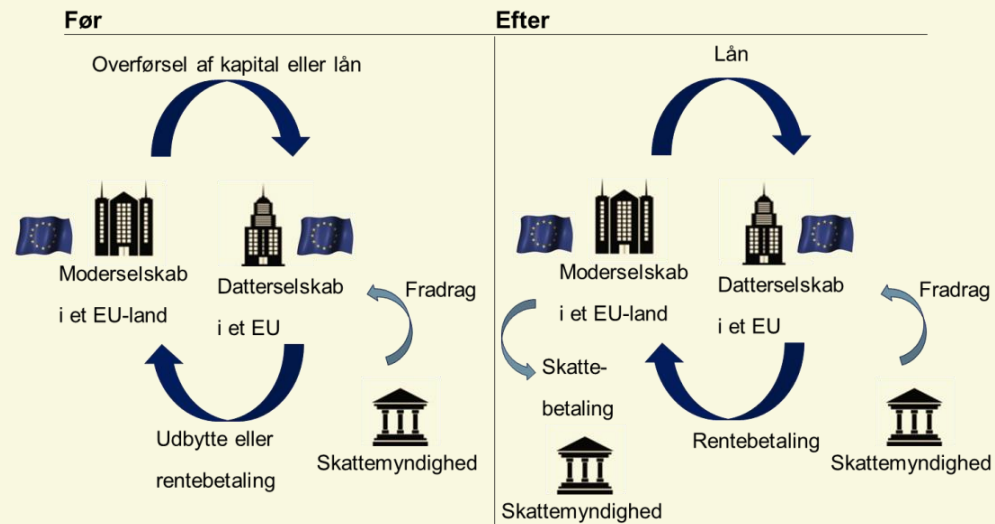 Før
Overførsel af kapital eller lån
Moderselskab
i et EU-land
Datterselskab
i et EU
Fradrag
Udbytte eller
rentebetaling
Skattemyndighed
Efter
Lån
Moderselskab
i et EU-land
Datterselskab
i et EU
Fradrag
Skatte-
betaling
Rentebetaling
Skattemyndighed
Skattemyndighed